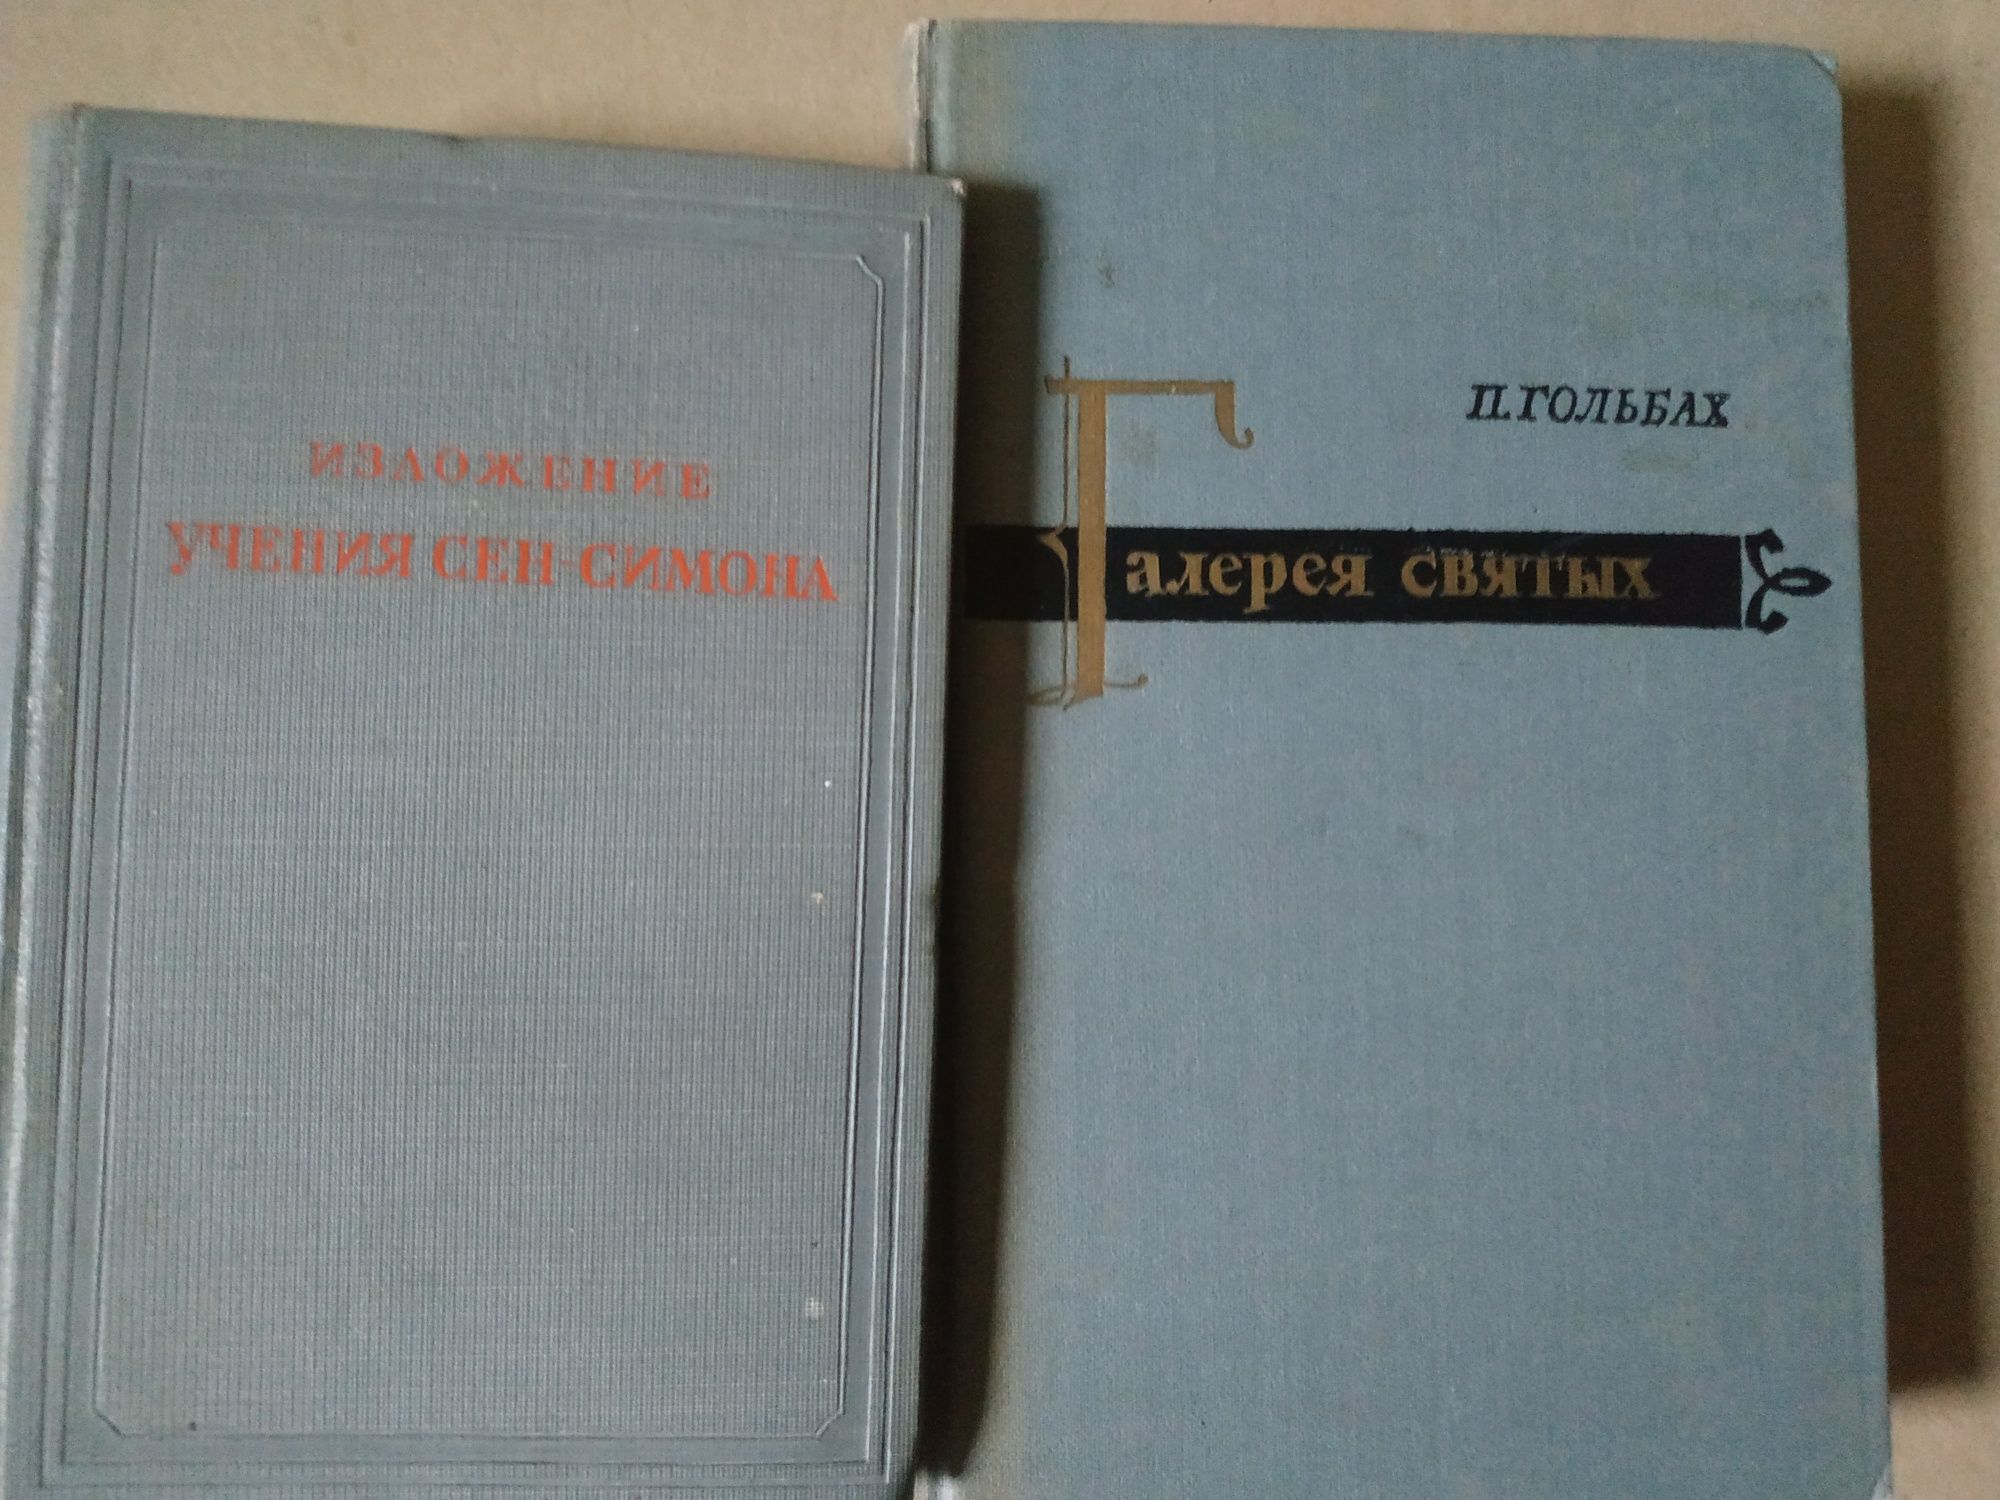 ИЗЛОЖЕНИЕ
УЧЕНИЯ СЕН-СИМОНА
П. ГОЛЬБАХ
Галерея святых